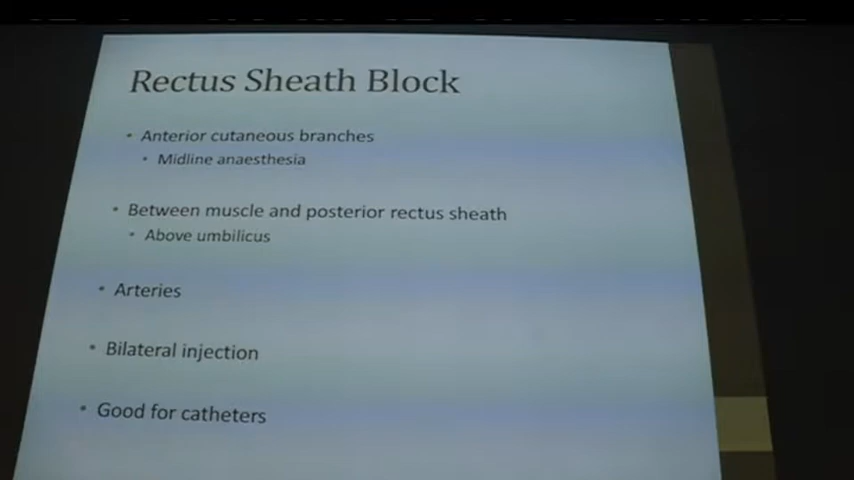 Rectus Sheath Block
• Anterior cutaneous branches
• Midline anaesthesia
• Between muscle and posterior rectus sheath
• Above umbilicus
• Arteries
• Bilateral injection
• Good for catheters